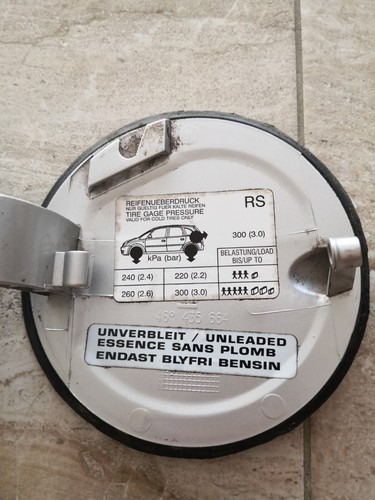 REIFENUEBERDRUCK RS
NUR GUELTIG FUER KALTE REIFEN
TIRE GAGE PRESSURE
VALID FOR COLD TIRES ONLY
300 (3.0)
kPa (bar)
BELASTUNG/LOAD
BIS/UP TO
240 (2.4) 220 (2.2)
260 (2.6) 300 (3.0)
UNVERBLEIT / UNLEADED
ESSENCE SANS PLOMB
ENDAST BLYFRI BENSIN